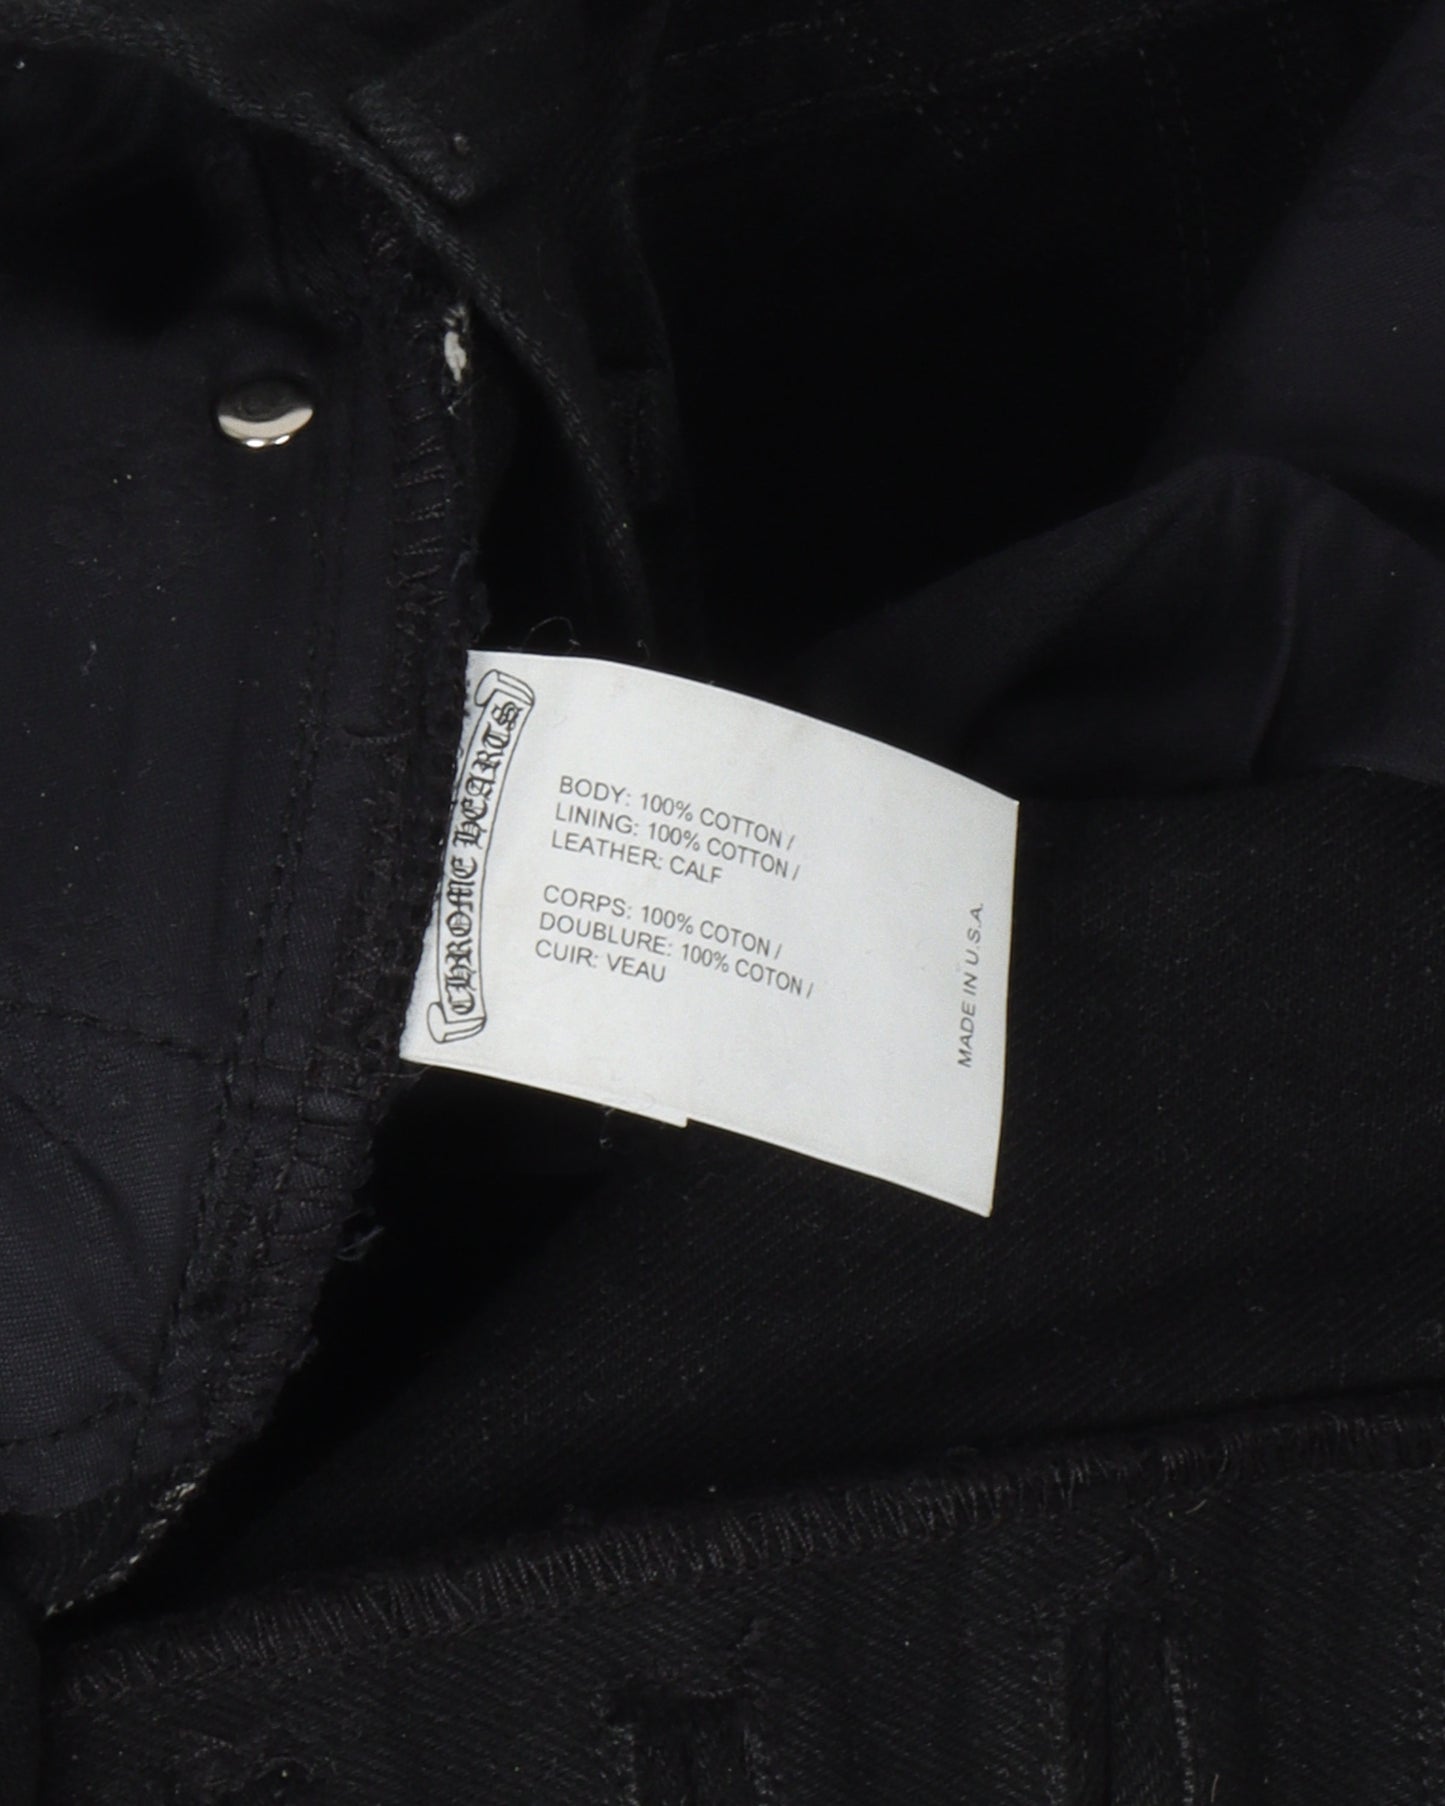 CHROME HEARTS
BODY: 100% COTTON /
LINING: 100% COTTON /
LEATHER: CALF
CORPS: 100% COTON /
DOUBLURE: 100% COTON /
CUIR: VEAU
MADE IN U.S.A.